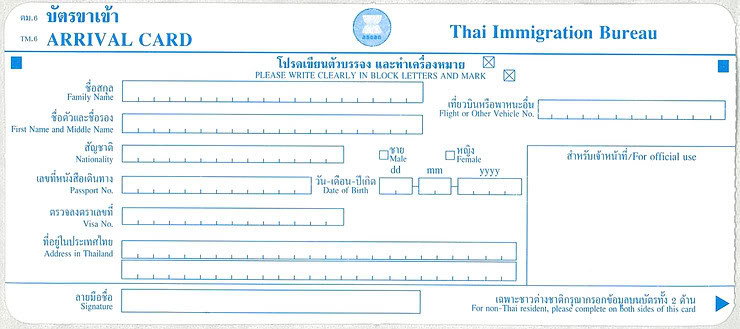 ตม.6 บัตรขาเข้า
TM.6 ARRIVAL CARD
asean
Thai Immigration Bureau
โปรดเขียนตัวบรรจง และทำเครื่องหมาย
PLEASE WRITE CLEARLY IN BLOCK LETTERS AND MARK
ชื่อสกุล
Family Name
เที่ยวบินหรือพาหนะอื่น
Flight or Other Vehicle No.
ชื่อตัวและชื่อรอง
First Name and Middle Name
สัญชาติ
Nationality
ชาย
Male
หญิง
Female
สำหรับเจ้าหน้าที่/For official use
เลขที่หนังสือเดินทาง
Passport No.
วัน-เดือน-ปีเกิด
Date of Birth
dd mm yyyy
ตรวจลงตราเลขที่
Visa No.
ที่อยู่ในประเทศไทย
Address in Thailand
ลายมือชื่อ
Signature
เฉพาะชาวต่างชาติกรุณากรอกข้อมูลบนบัตรทั้ง 2 ด้าน
For non-Thai resident, please complete on both sides of this card